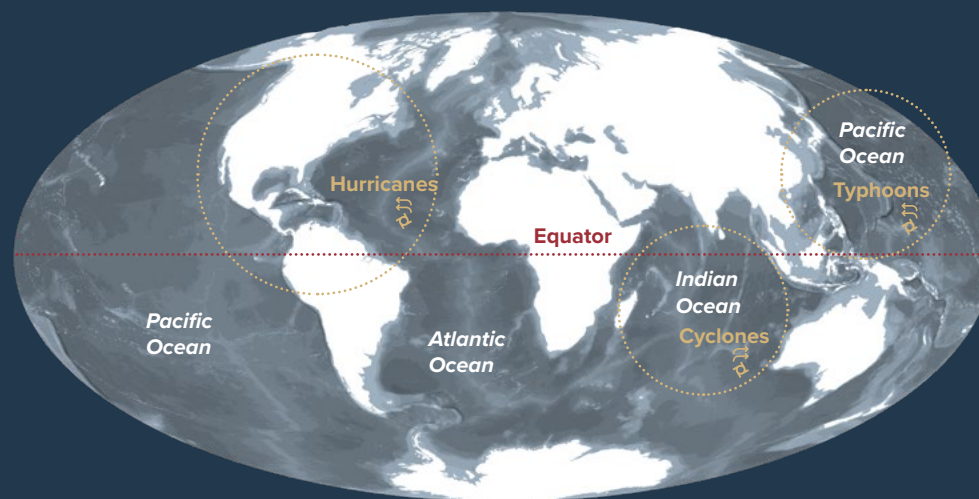 Pacific
Ocean
Hurricanes
Typhoons
Equator
Indian
Ocean
Pacific
Ocean
Atlantic
Ocean
Cyclones